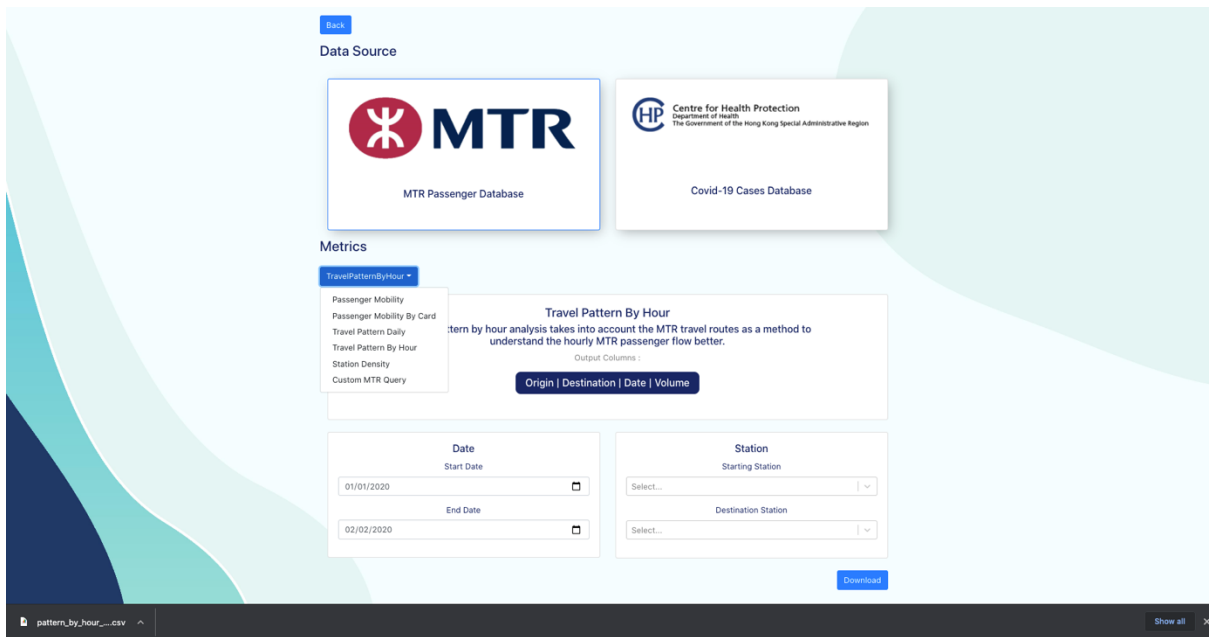 Back
Data Source
MTR
MTR Passenger Database
HP
Centre for Health Protection
Department of Health
The Government of the Hong Kong Special Administrative Region
Covid-19 Cases Database
Metrics
TravelPatternByHour
Passenger Mobility
Passenger Mobility By Card
Travel Pattern Daily
Travel Pattern By Hour
Station Density
Custom MTR Query
Travel Pattern By Hour
tern by hour analysis takes into account the MTR travel routes as a method to
understand the hourly MTR passenger flow better.
Output Columns :
Origin | Destination | Date | Volume
Date
Start Date
01/01/2020
End Date
02/02/2020
Station
Starting Station
Select...
Destination Station
Select...
Download
pattern_by_hour_....csv
Show all